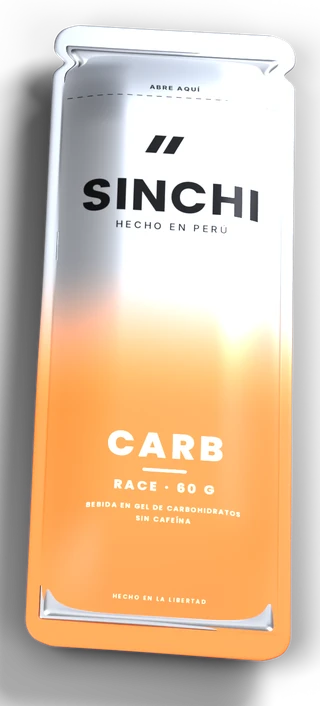 ABRE AQUÍ
SINCHI
HECHO EN PERÚ
CARB
RACE · 60 G
BEBIDA EN GEL DE CARBOHIDRATOS
SIN CAFEÍNA
HECHO EN LA LIBERTAD